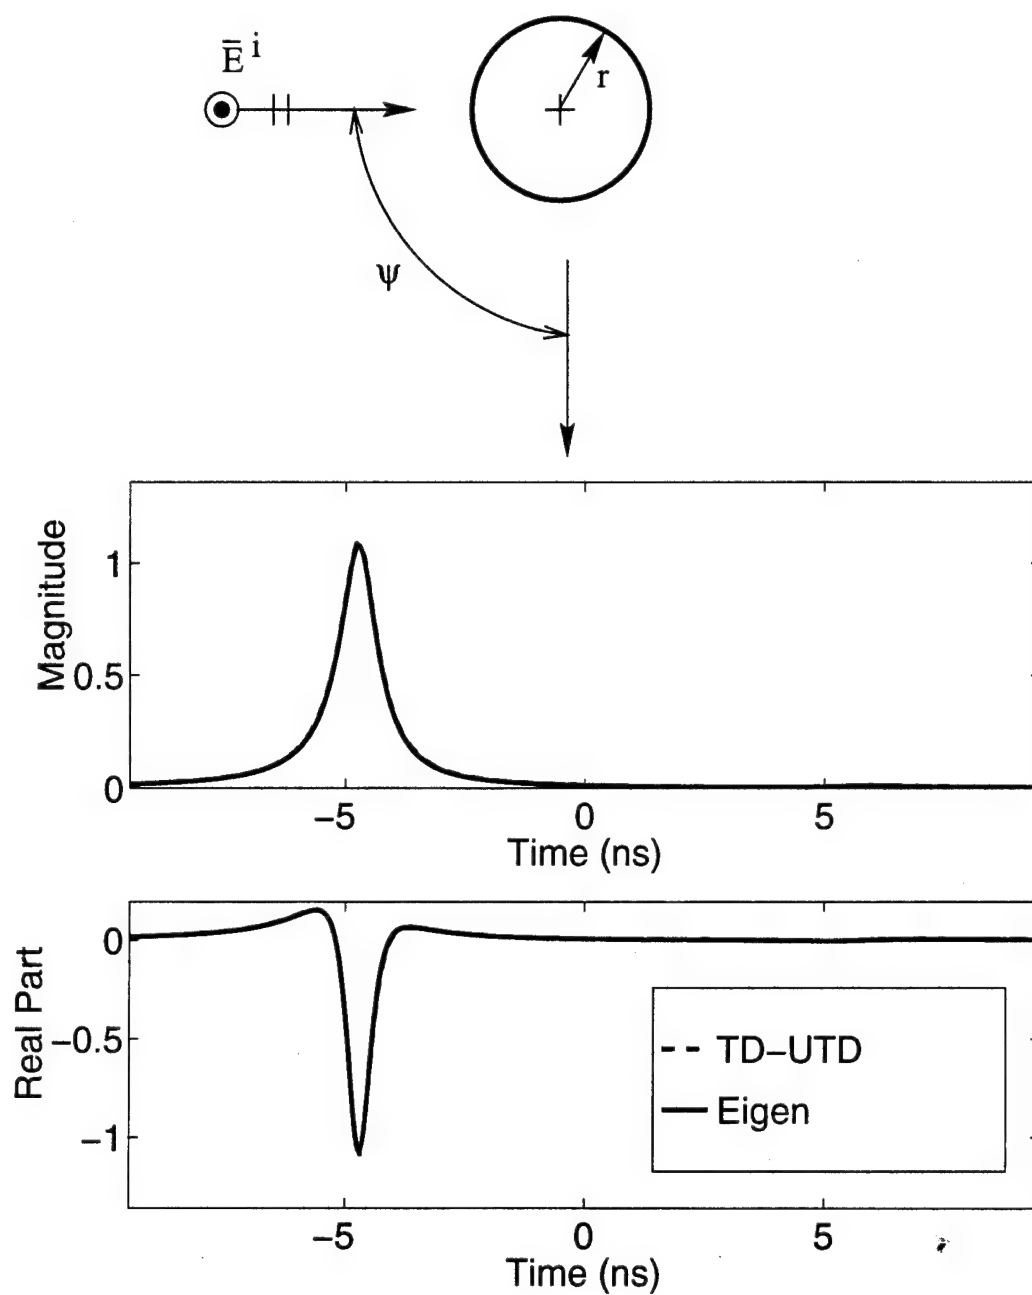 E̅ ⁱ
r
ψ
Magnitude
1
0.5
0
−5 0 5
Time (ns)
Real Part
0
−0.5
−1
TD−UTD
Eigen
−5 0 5
Time (ns)